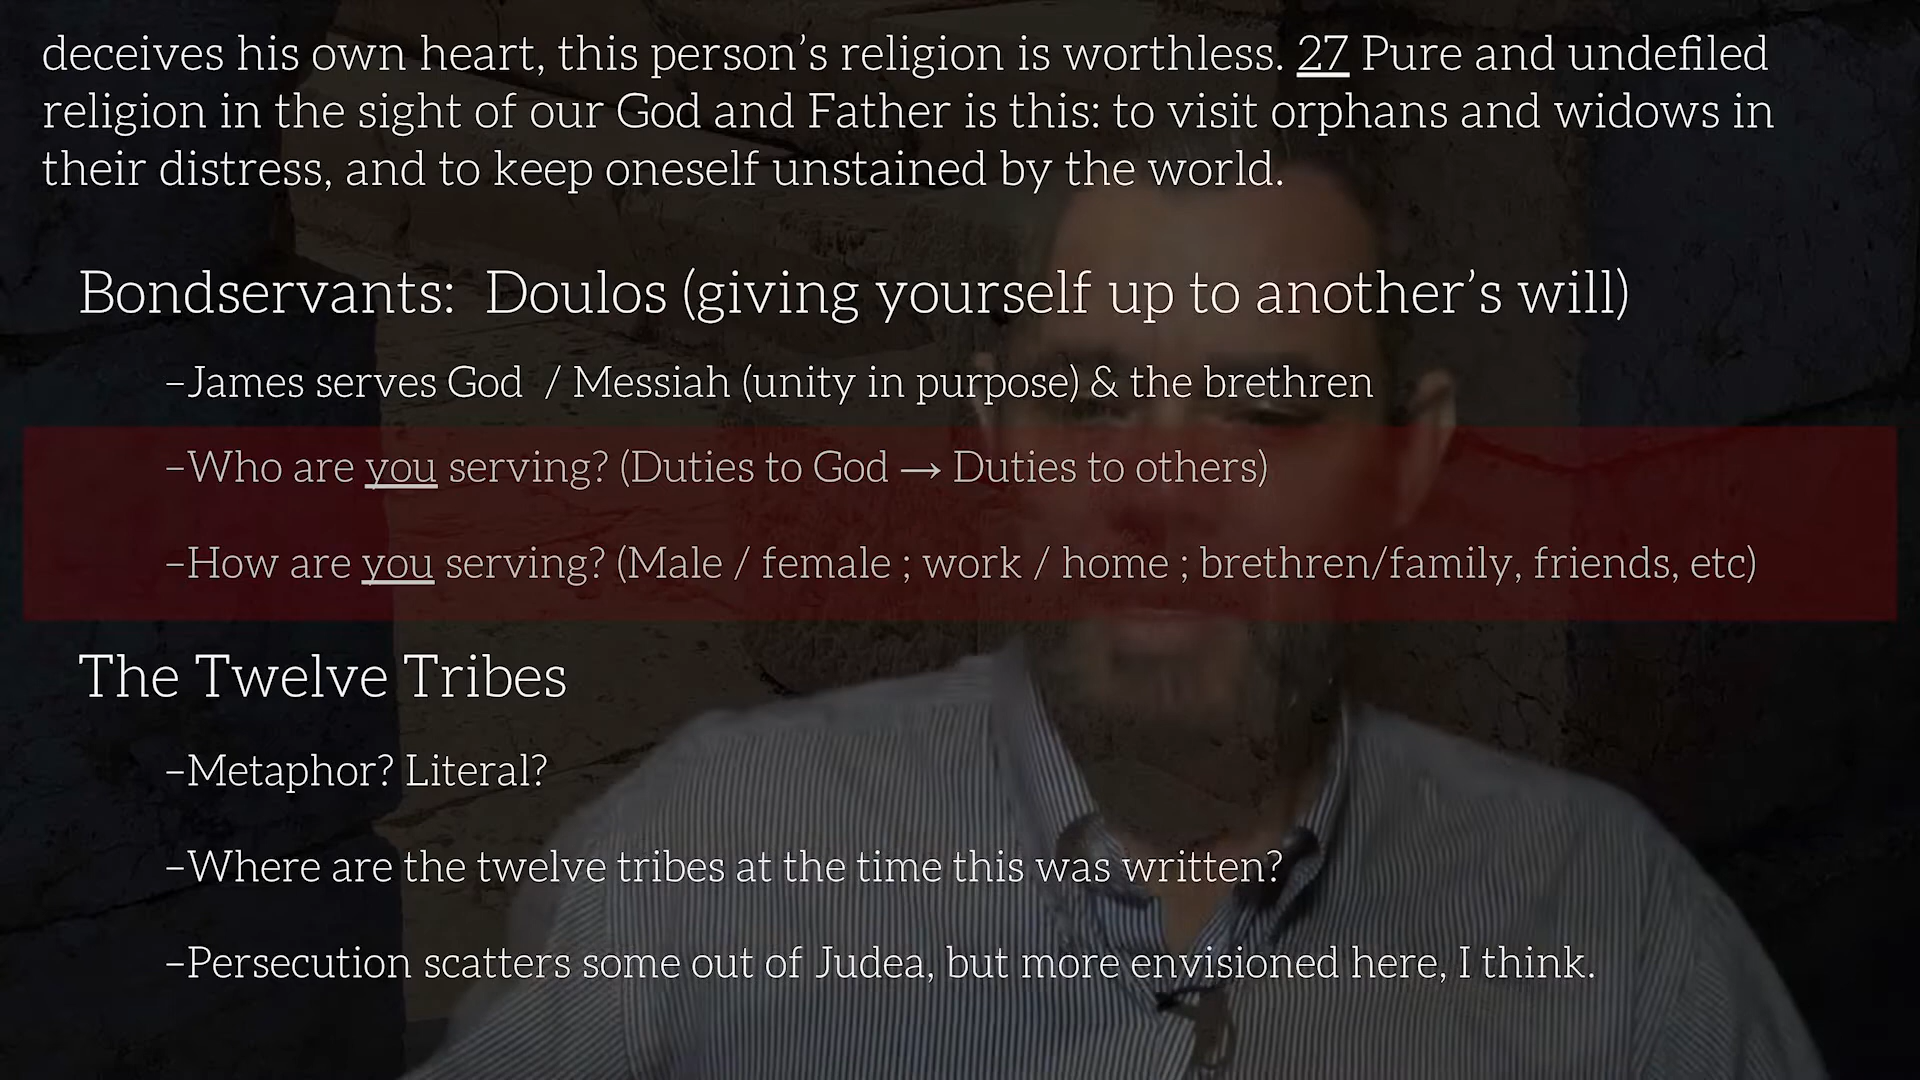 deceives his own heart, this person’s religion is worthless. 27 Pure and undefiled
religion in the sight of our God and Father is this: to visit orphans and widows in
their distress, and to keep oneself unstained by the world.
Bondservants:  Doulos (giving yourself up to another’s will)
–James serves God  / Messiah (unity in purpose) & the brethren
–Who are you serving? (Duties to God → Duties to others)
–How are you serving? (Male / female ; work / home ; brethren/family, friends, etc)
The Twelve Tribes
–Metaphor? Literal?
–Where are the twelve tribes at the time this was written?
–Persecution scatters some out of Judea, but more envisioned here, I think.